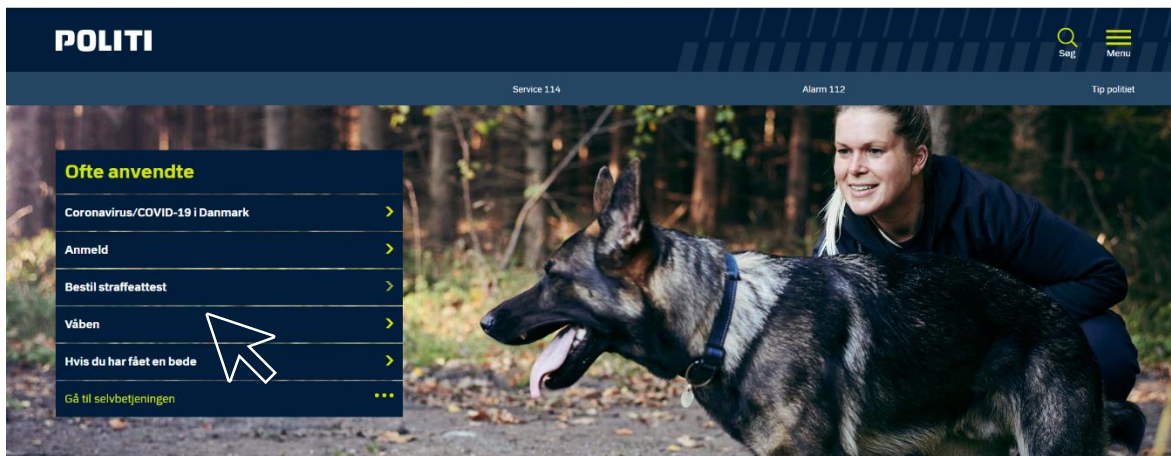 POLITI
Søg
Menu
Service 114
Alarm 112
Tip politiet
Ofte anvendte
Coronavirus/COVID-19 i Danmark
Anmeld
Bestil straffeattest
Våben
Hvis du har fået en bøde
Gå til selvbetjeningen